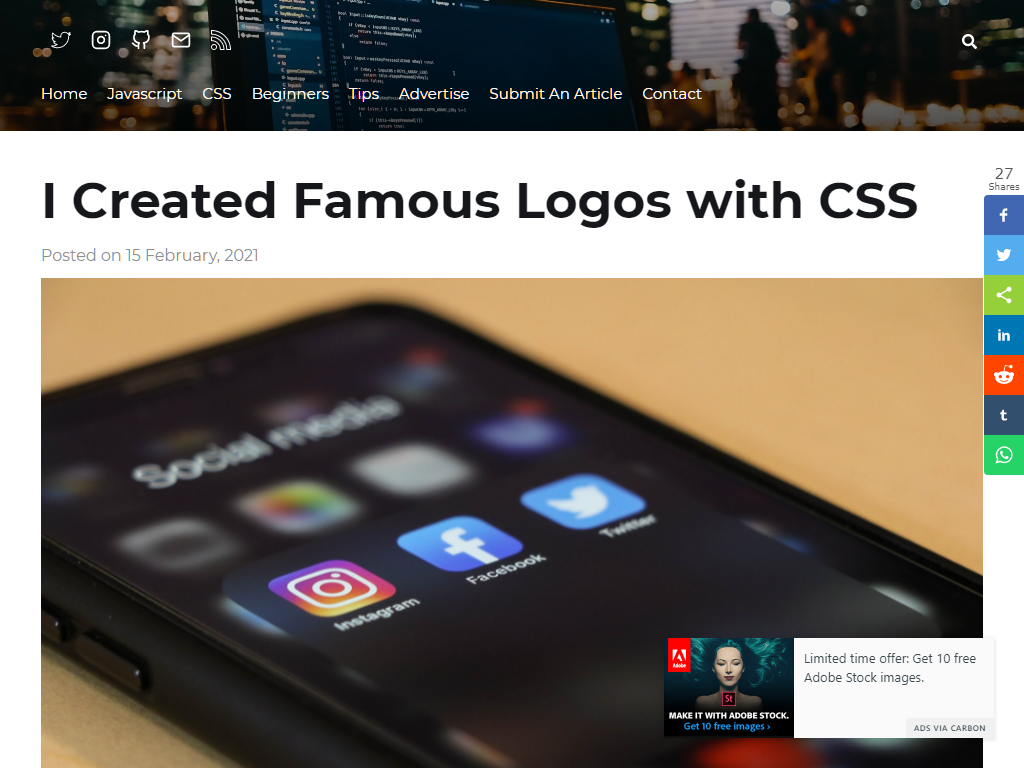 Home Javascript CSS Beginners Tips Advertise Submit An Article Contact
I Created Famous Logos with CSS
Posted on 15 February, 2021
27
Shares
Social media
Instagram
Facebook
Twitter
Adobe
St
MAKE IT WITH ADOBE STOCK.
Get 10 free images ›
Limited time offer: Get 10 free
Adobe Stock images.
ADS VIA CARBON